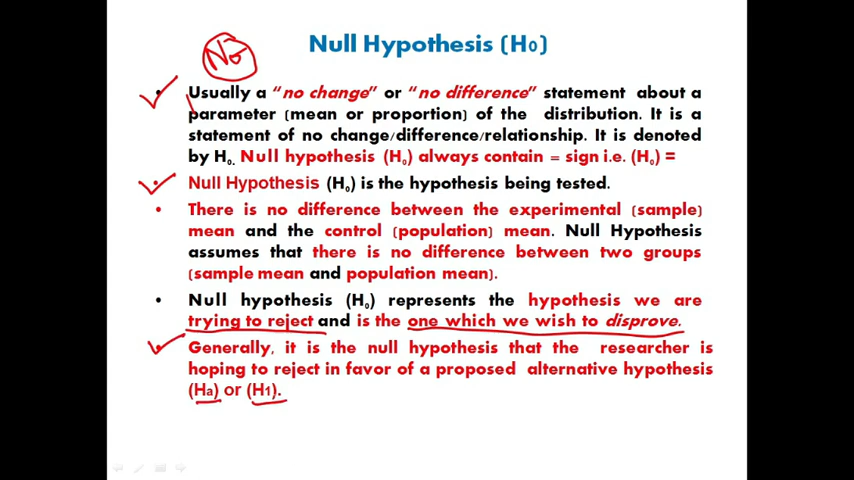 Null Hypothesis (H0)
No
• Usually a "no change" or "no difference" statement about a
parameter (mean or proportion) of the distribution. It is a
statement of no change/difference/relationship. It is denoted
by H0. Null hypothesis (H0) always contain = sign i.e. (H0) =
• Null Hypothesis (H0) is the hypothesis being tested.
• There is no difference between the experimental (sample)
mean and the control (population) mean. Null Hypothesis
assumes that there is no difference between two groups
(sample mean and population mean).
• Null hypothesis (H0) represents the hypothesis we are
trying to reject and is the one which we wish to disprove.
• Generally, it is the null hypothesis that the researcher is
hoping to reject in favor of a proposed alternative hypothesis
(Ha) or (H1).